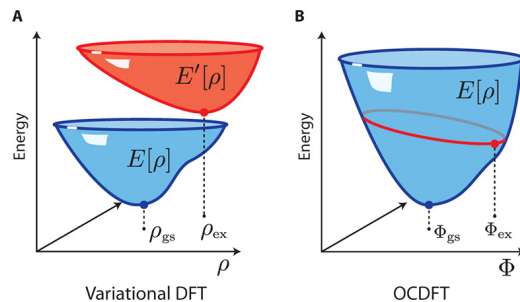 A
Energy
E′[ρ]
E[ρ]
ρgs
ρex
ρ
Variational DFT
B
Energy
E[ρ]
Φgs
Φex
Φ
OCDFT